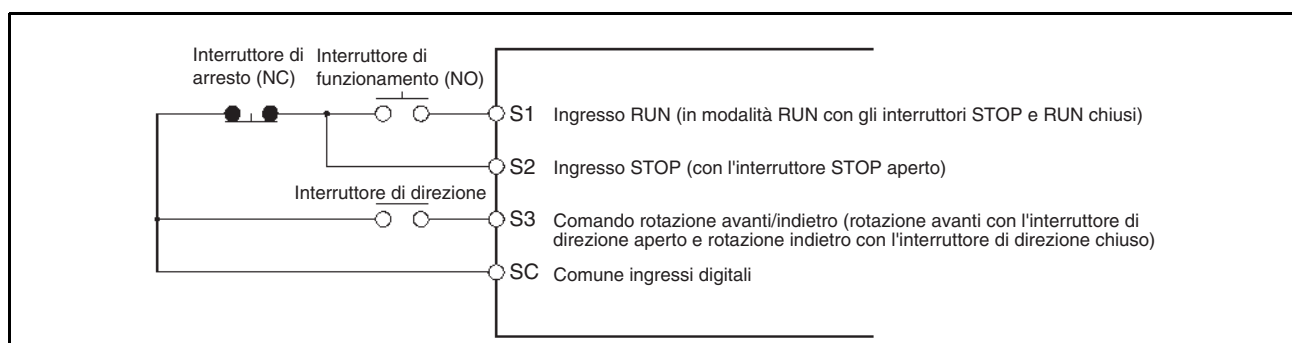 Interruttore di
arresto (NC)
Interruttore di
funzionamento (NO)
S1 Ingresso RUN (in modalità RUN con gli interruttori STOP e RUN chiusi)
S2 Ingresso STOP (con l'interruttore STOP aperto)
Interruttore di direzione
S3 Comando rotazione avanti/indietro (rotazione avanti con l'interruttore di
direzione aperto e rotazione indietro con l'interruttore di direzione chiuso)
SC Comune ingressi digitali